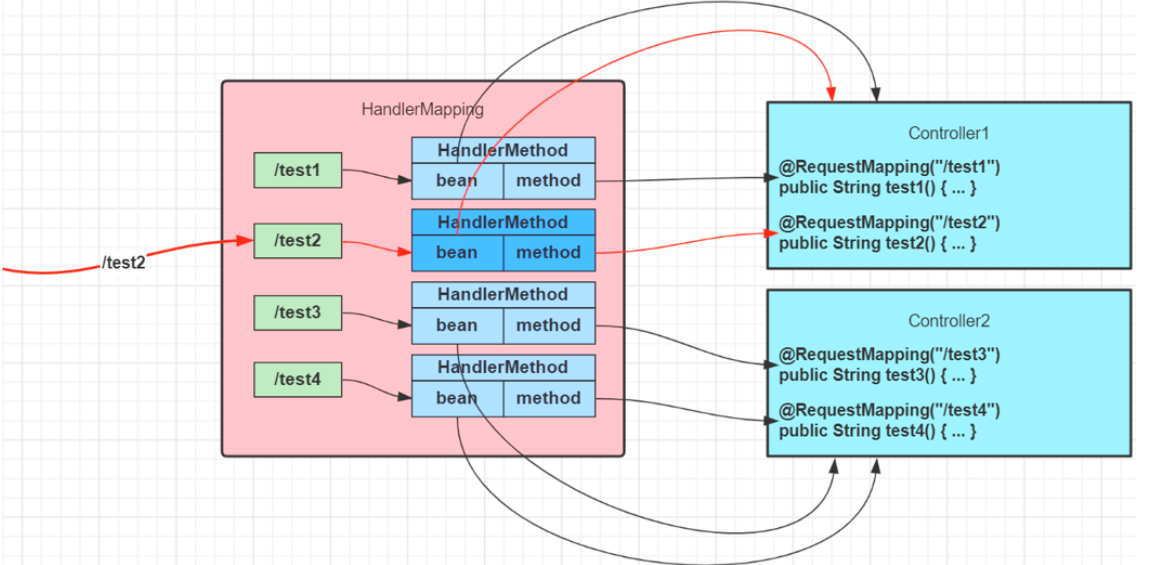 HandlerMapping
/test2
/test1
HandlerMethod
bean method
/test2
HandlerMethod
bean method
/test3
HandlerMethod
bean method
/test4
HandlerMethod
bean method
Controller1
@RequestMapping("/test1")
public String test1() { ... }
@RequestMapping("/test2")
public String test2() { ... }
Controller2
@RequestMapping("/test3")
public String test3() { ... }
@RequestMapping("/test4")
public String test4() { ... }